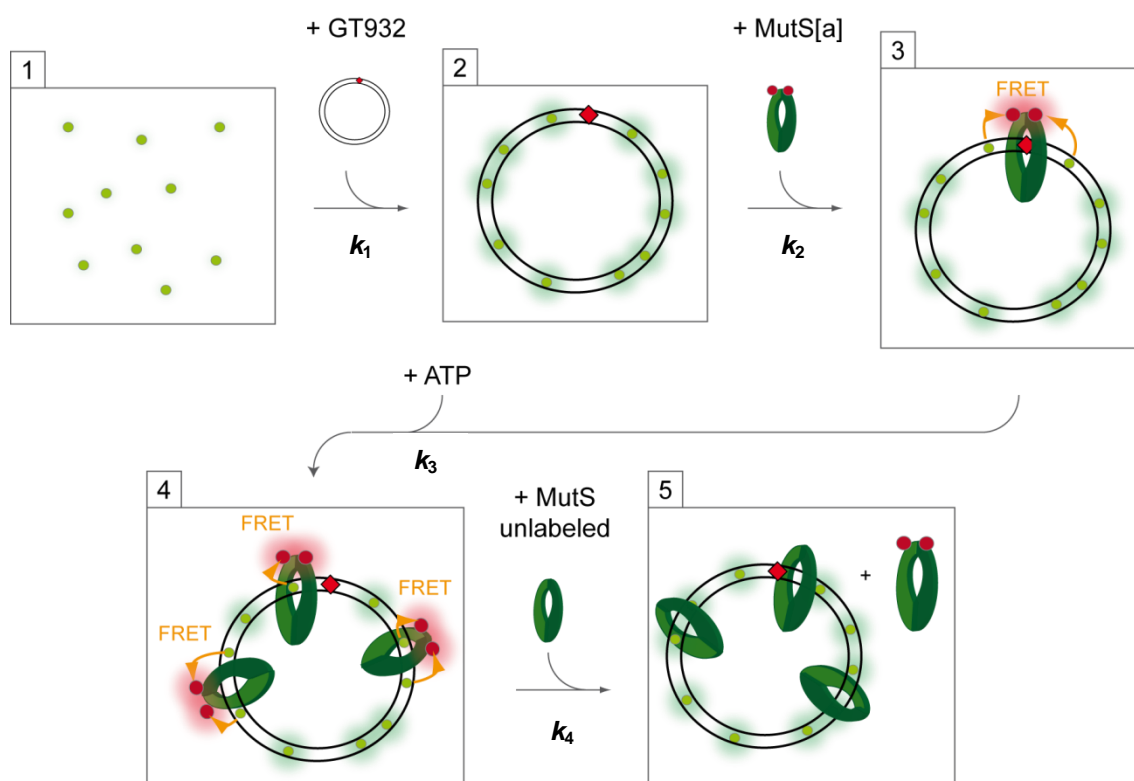 1
+ GT932
k1
2
+ MutS[a]
k2
3
FRET
+ ATP
k3
4
FRET
FRET
FRET
+ MutS
unlabeled
k4
5
+